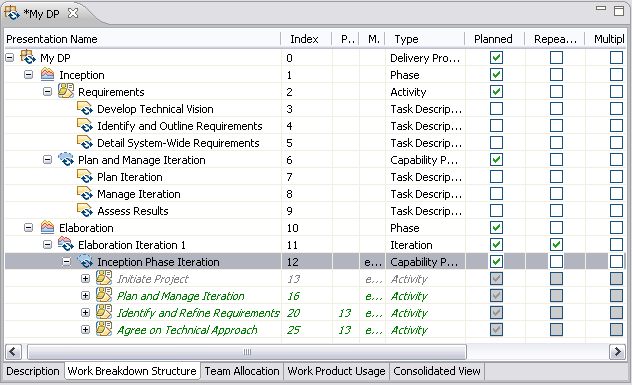 *My DP
Presentation Name Index P... M. Type Planned Repea... Multipl
My DP 0 Delivery Pro...
Inception 1 Phase
Requirements 2 Activity
Develop Technical Vision 3 Task Descrip...
Identify and Outline Requirements 4 Task Descrip...
Detail System-Wide Requirements 5 Task Descrip...
Plan and Manage Iteration 6 Capability P...
Plan Iteration 7 Task Descrip...
Manage Iteration 8 Task Descrip...
Assess Results 9 Task Descrip...
Elaboration 10 Phase
Elaboration Iteration 1 11 Iteration
Inception Phase Iteration 12 e... Capability P...
Initiate Project 13 e... Activity
Plan and Manage Iteration 16 e... Activity
Identify and Refine Requirements 20 13 e... Activity
Agree on Technical Approach 25 13 e... Activity
Description Work Breakdown Structure Team Allocation Work Product Usage Consolidated View